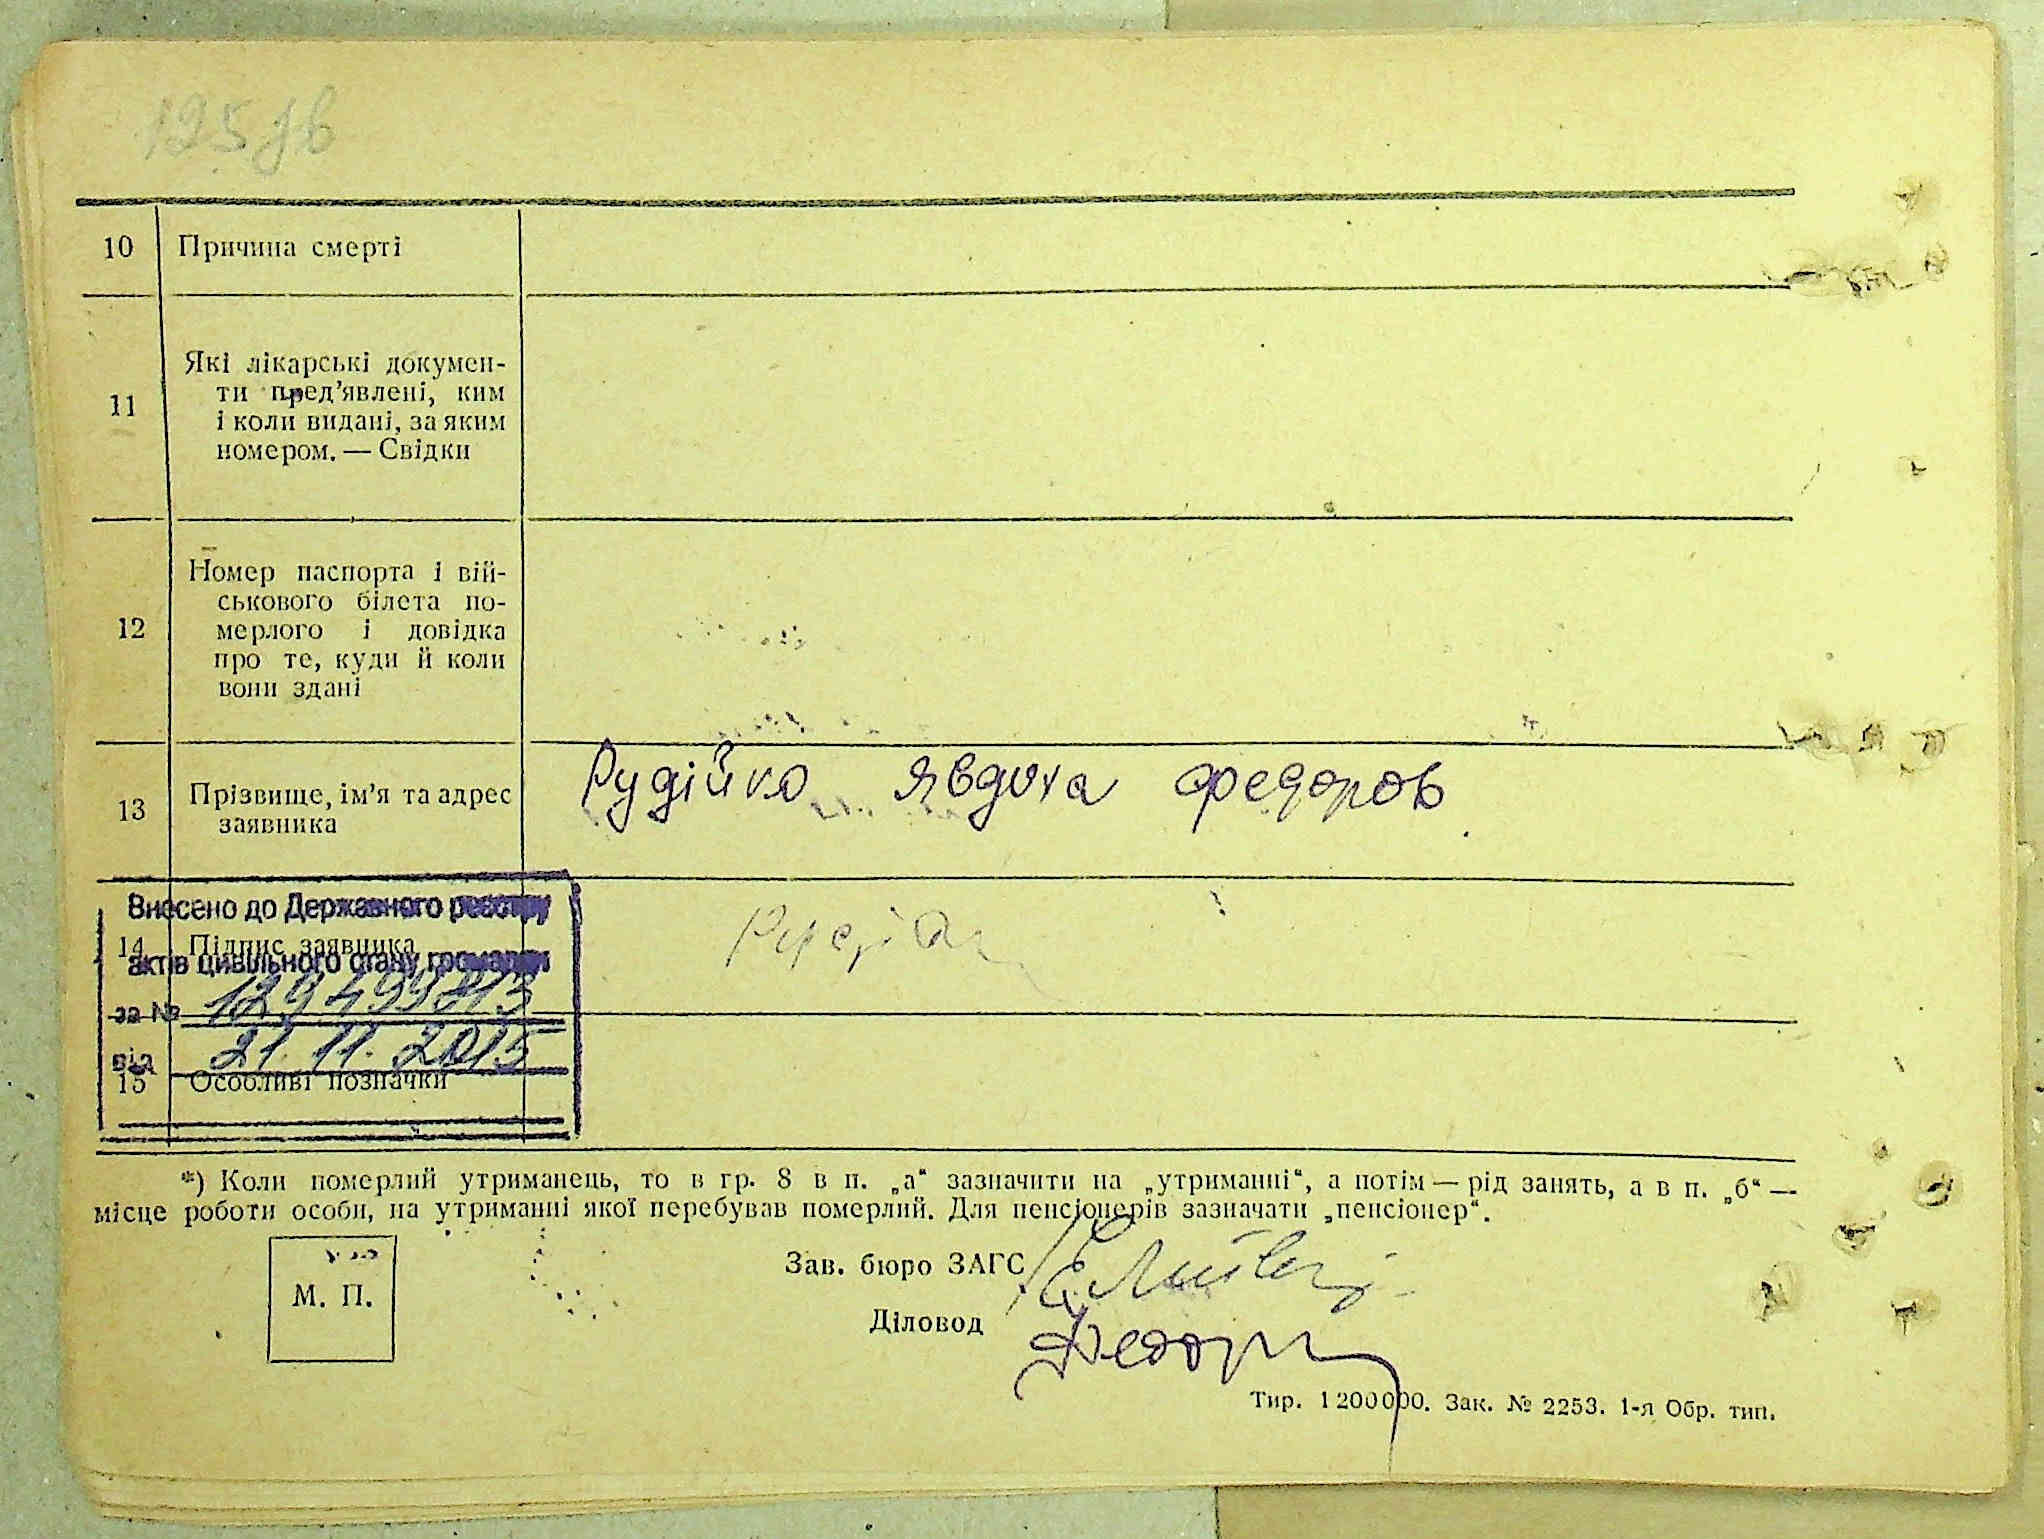 125 зв
10 Причина смерті
11 Які лікарські докумен-
ти пред’явлені, ким
і коли видані, за яким
номером. — Свідки
12 Номер паспорта і вій-
ськового білета по-
мерлого і довідка
про те, куди й коли
вони здані
13 Прізвище, ім’я та адрес
заявника
Рудійко Явдоха Федоров
Внесено до Державного реєстру
14 Підпис заявника
актів цивільного стану громадян
за №
від 21.11.2015
15 Особливі позначки
*) Коли померлий утриманець, то в гр. 8 в п. „а“ зазначити на „утриманні“, а потім — рід занять, а в п. „б“ —
місце роботи особи, на утриманні якої перебував померлий. Для пенсіонерів зазначати „пенсіонер“.
М. П.
Зав. бюро ЗАГС
Діловод
Тир. 1 200 000. Зак. № 2253. 1-я Обр. тип.